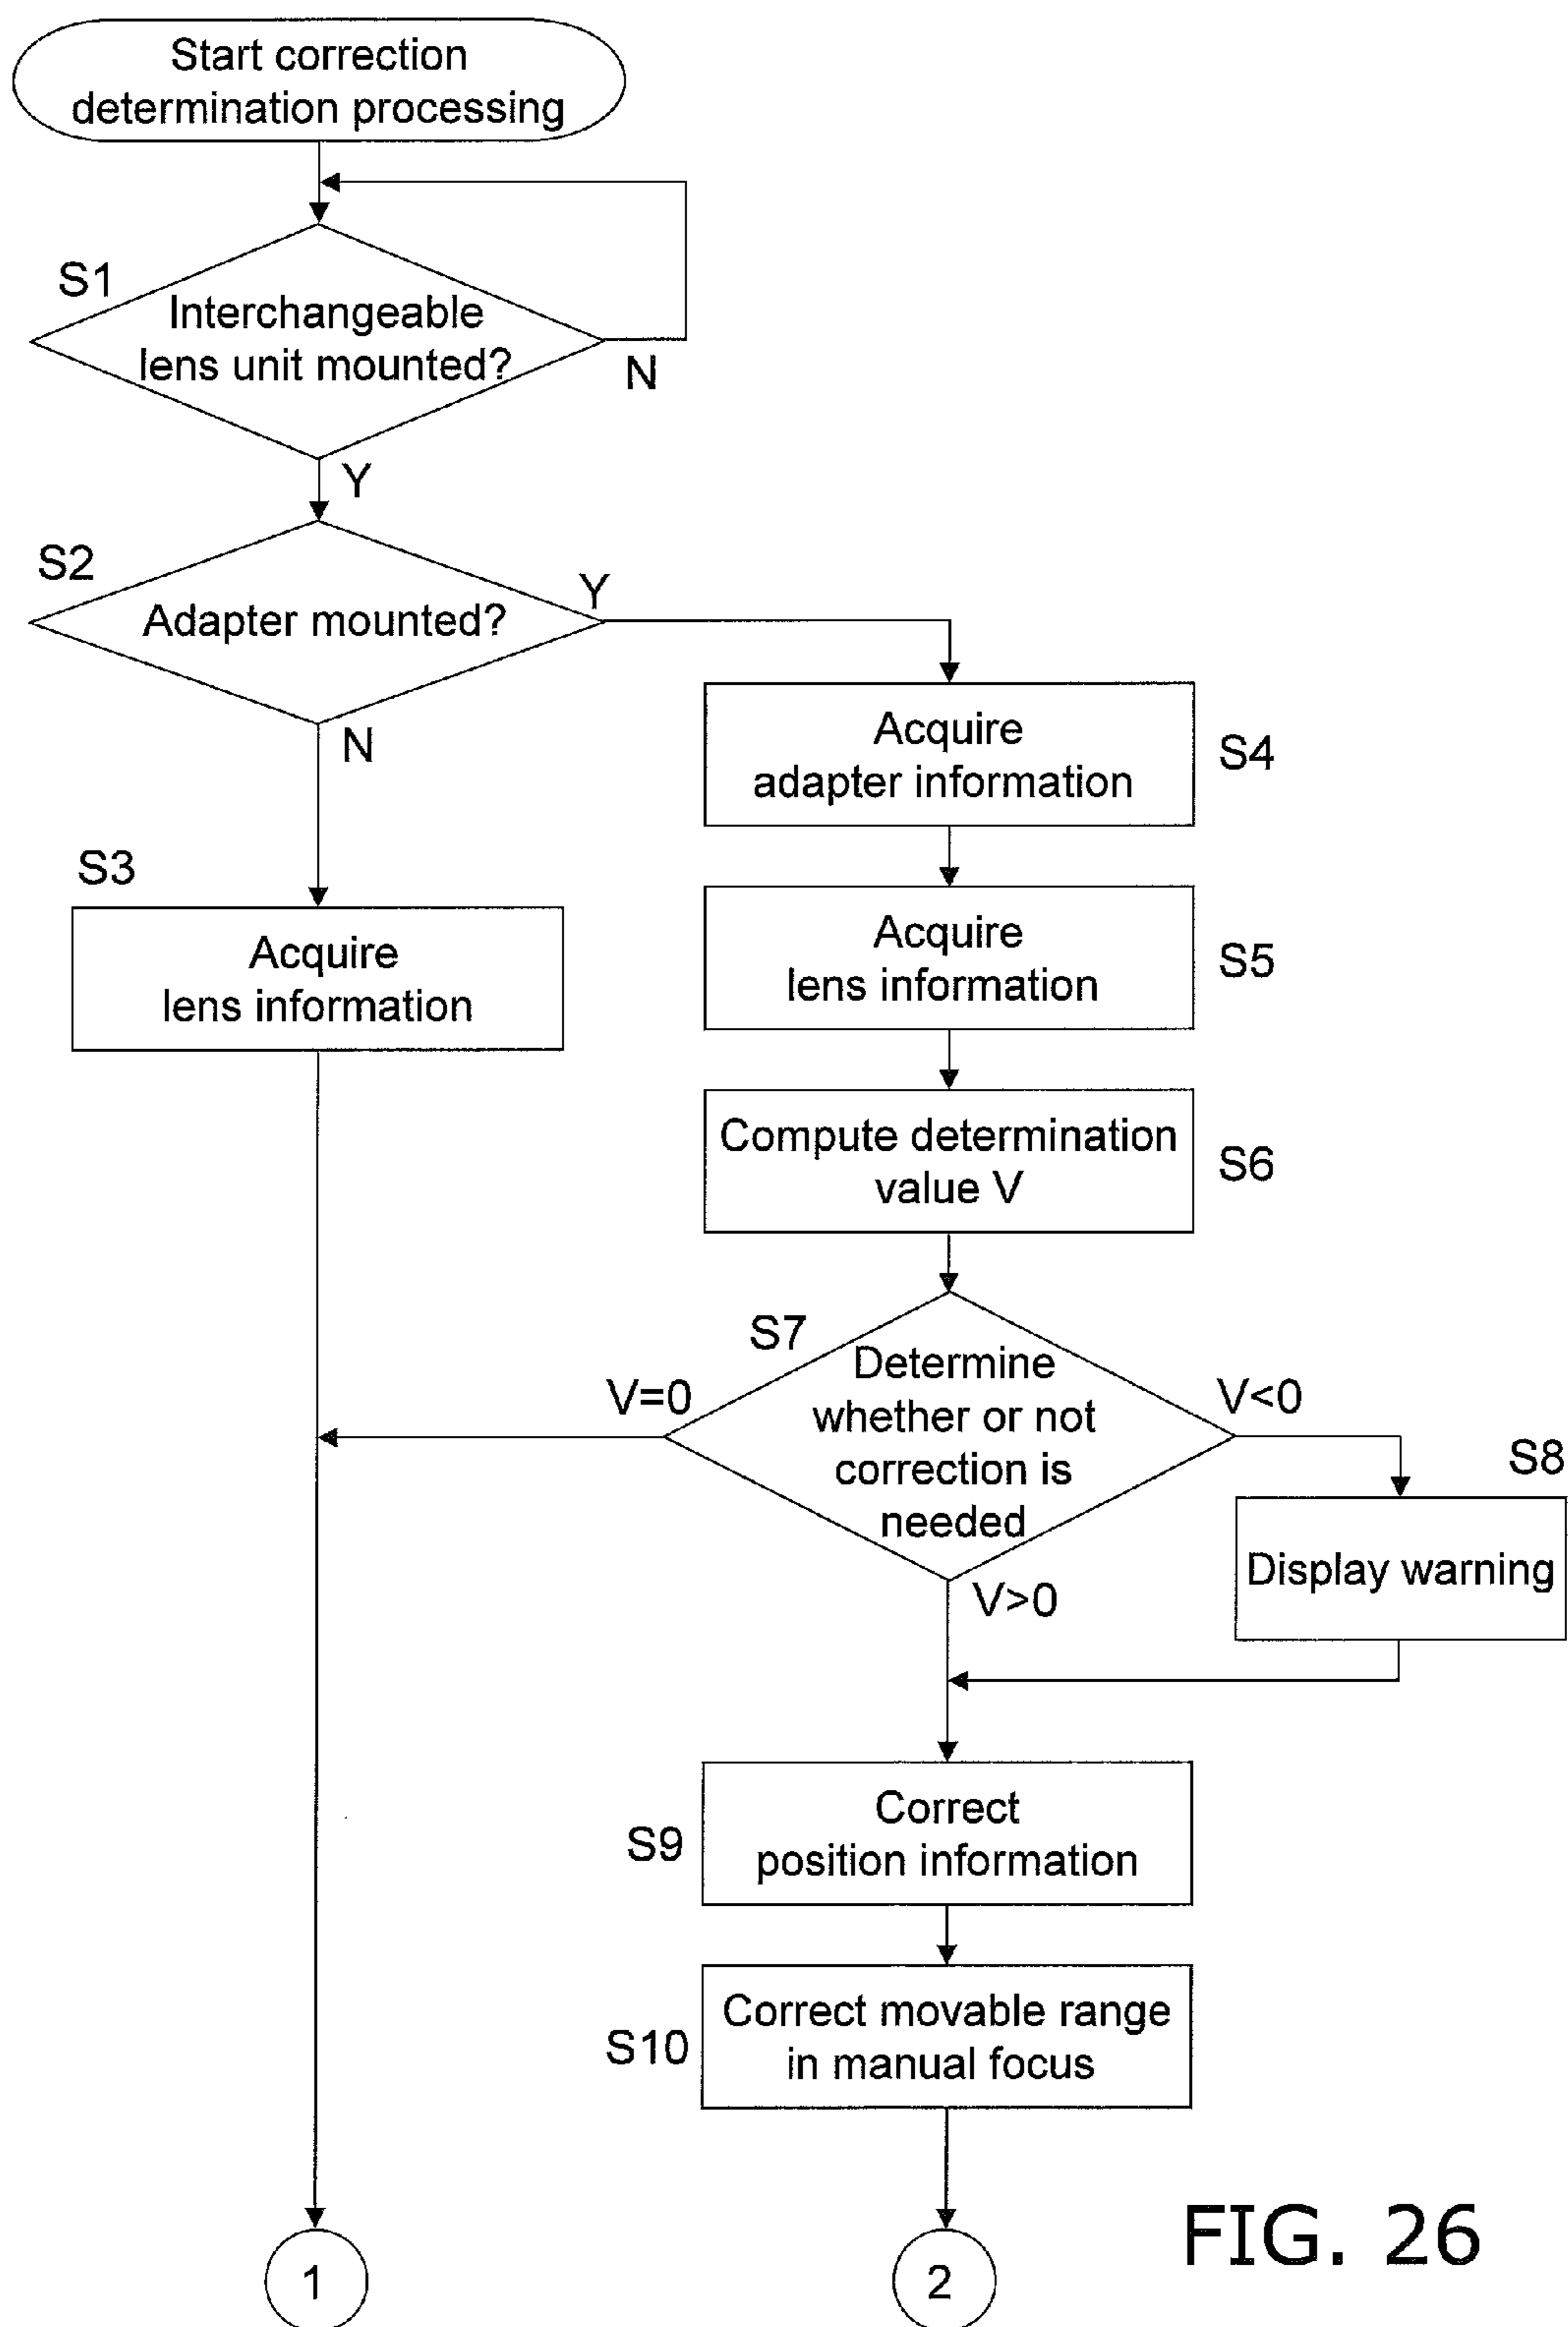 Start correction
determination processing
S1
Interchangeable
lens unit mounted?
N
Y
S2
Adapter mounted?
Y
N
Acquire
adapter information
S4
S3
Acquire
lens information
Acquire
lens information
S5
Compute determination
value V
S6
S7
Determine
whether or not
correction is
needed
V=0
V<0
S8
Display warning
V>0
S9
Correct
position information
S10
Correct movable range
in manual focus
1
2
FIG. 26